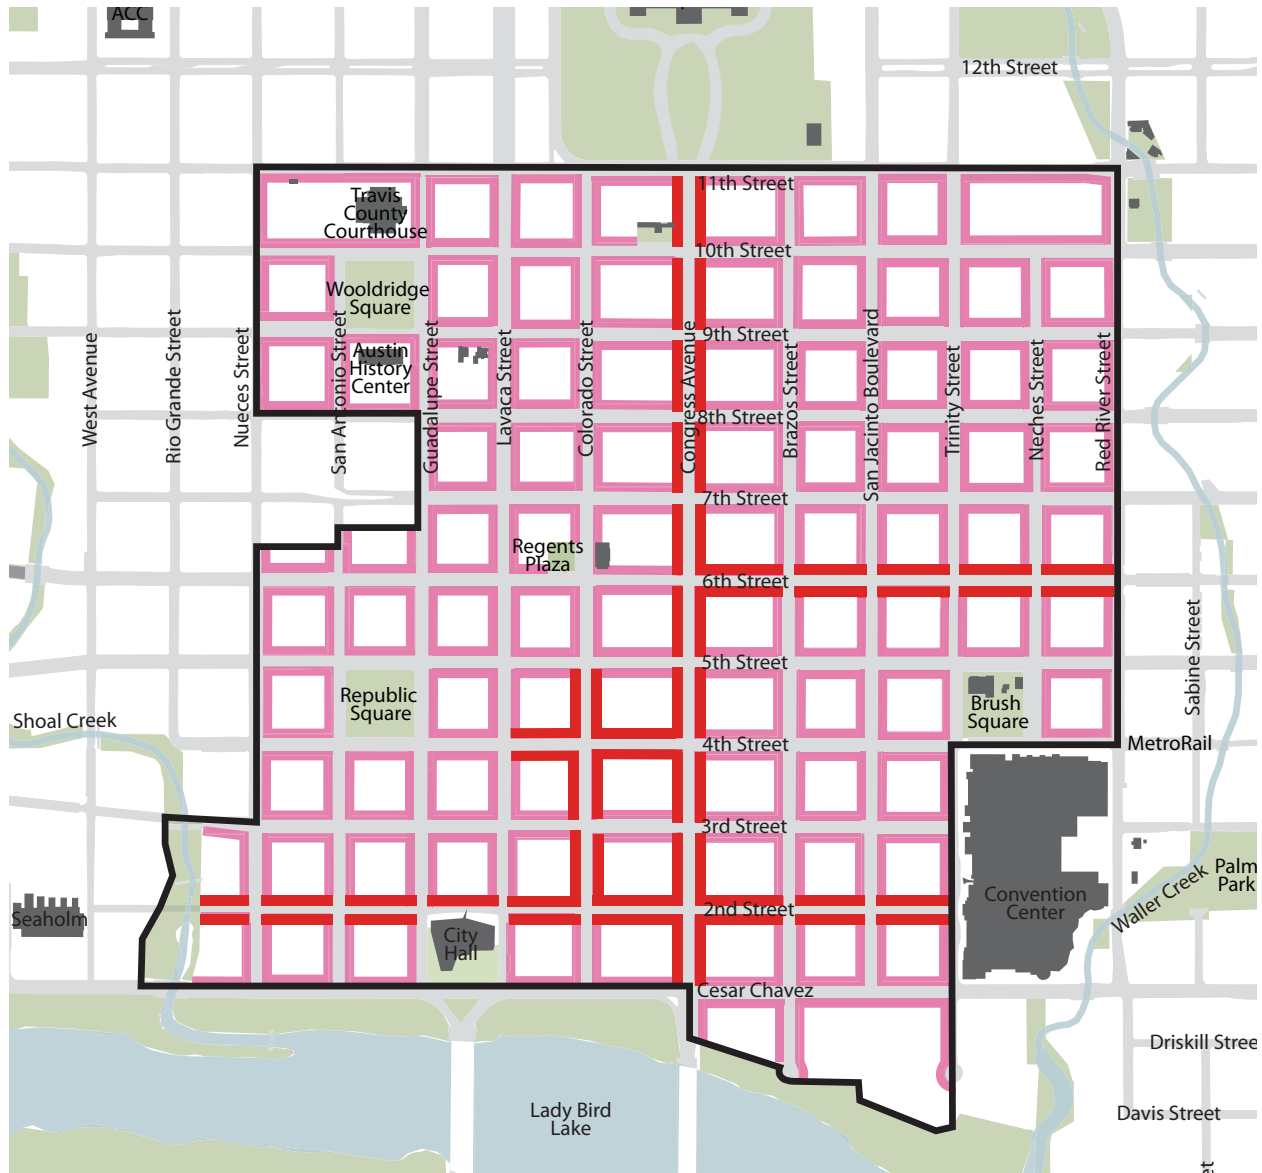 ACC
12th Street
11th Street
Travis
County
Courthouse
10th Street
Wooldridge
Square
9th Street
Austin
History
Center
West Avenue
Rio Grande Street
Nueces Street
San Antonio Street
Guadalupe Street
Lavaca Street
Colorado Street
Congress Avenue
Brazos Street
San Jacinto Boulevard
Trinity Street
Neches Street
Red River Street
8th Street
7th Street
Regents
Plaza
6th Street
Sabine Street
5th Street
Republic
Square
Brush
Square
Shoal Creek
4th Street
MetroRail
3rd Street
Palm
Park
Waller Creek
Convention
Center
Seaholm
2nd Street
City
Hall
Cesar Chavez
Driskill Stree
Lady Bird
Lake
Davis Street